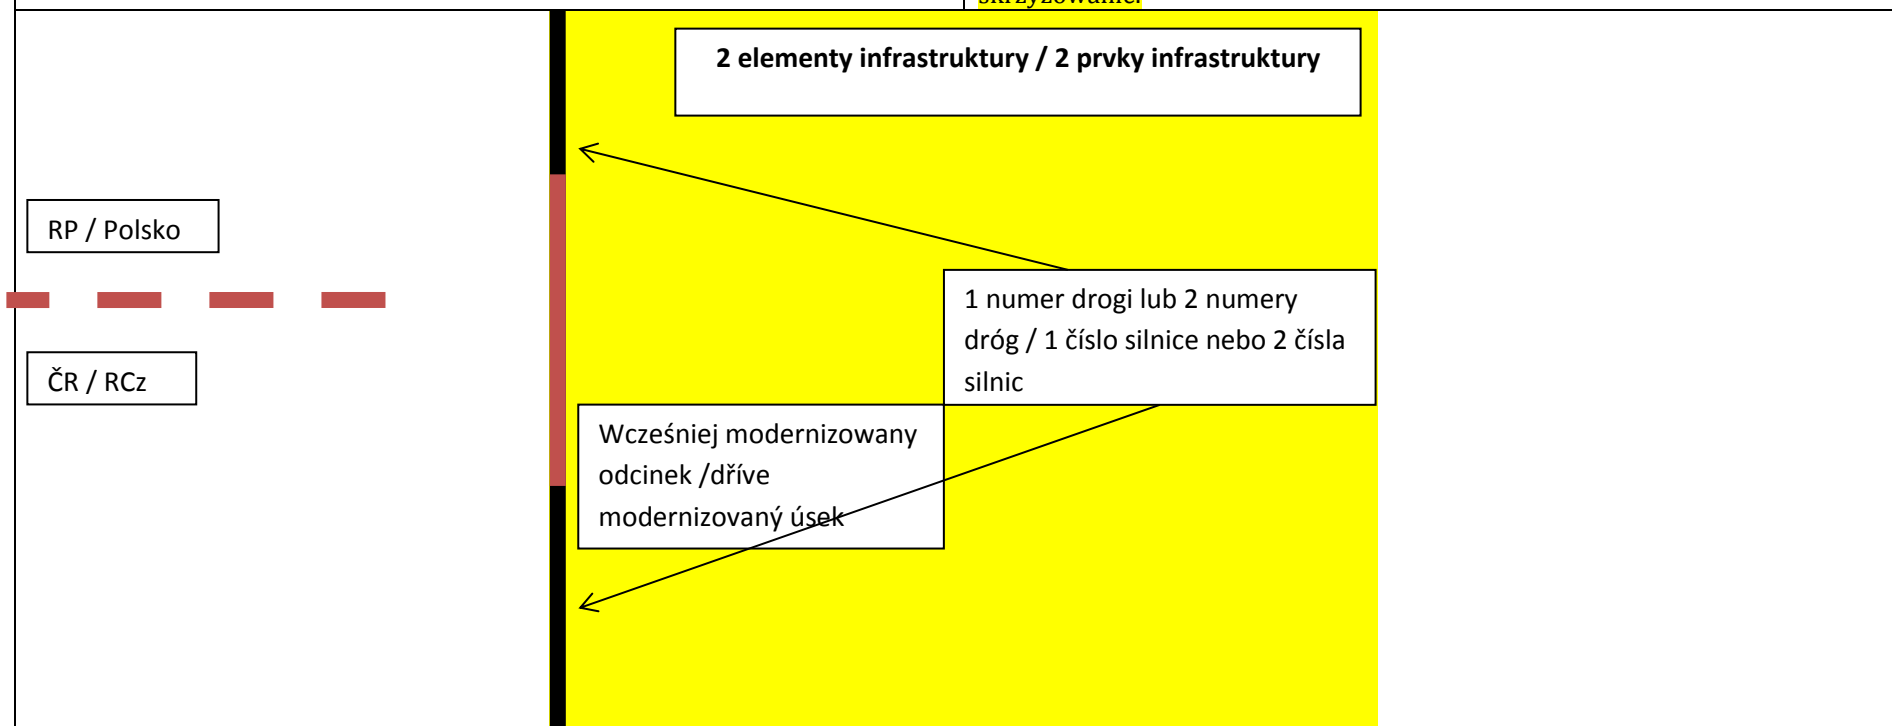 skrzyżowanie.
2 elementy infrastruktury / 2 prvky infrastruktury
RP / Polsko
1 numer drogi lub 2 numery
dróg / 1 číslo silnice nebo 2 čísla
silnic
ČR / RCz
Wcześniej modernizowany
odcinek /dříve
modernizovaný úsek